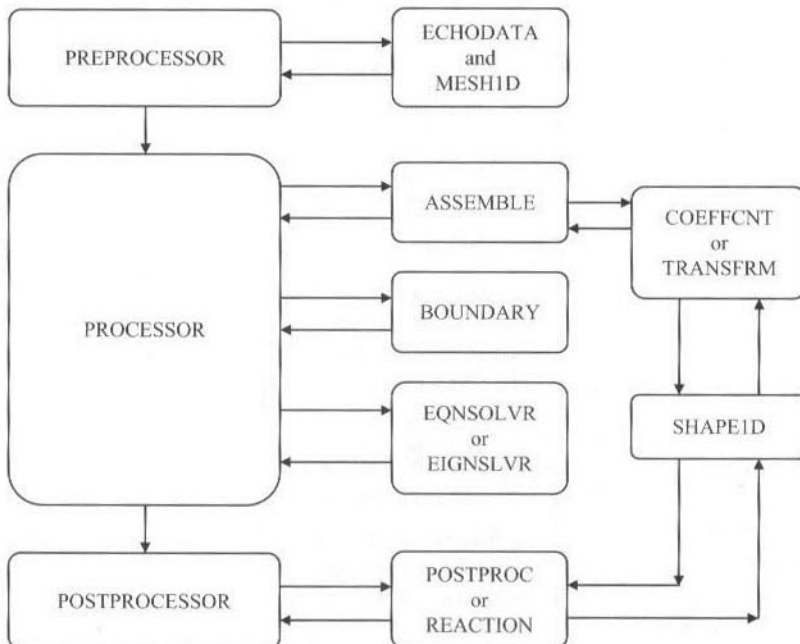 PREPROCESSOR
ECHODATA
and
MESH1D
PROCESSOR
ASSEMBLE
COEFFCNT
or
TRANSFRM
BOUNDARY
EQNSOLVR
or
EIGNSLVR
SHAPE1D
POSTPROCESSOR
POSTPROC
or
REACTION